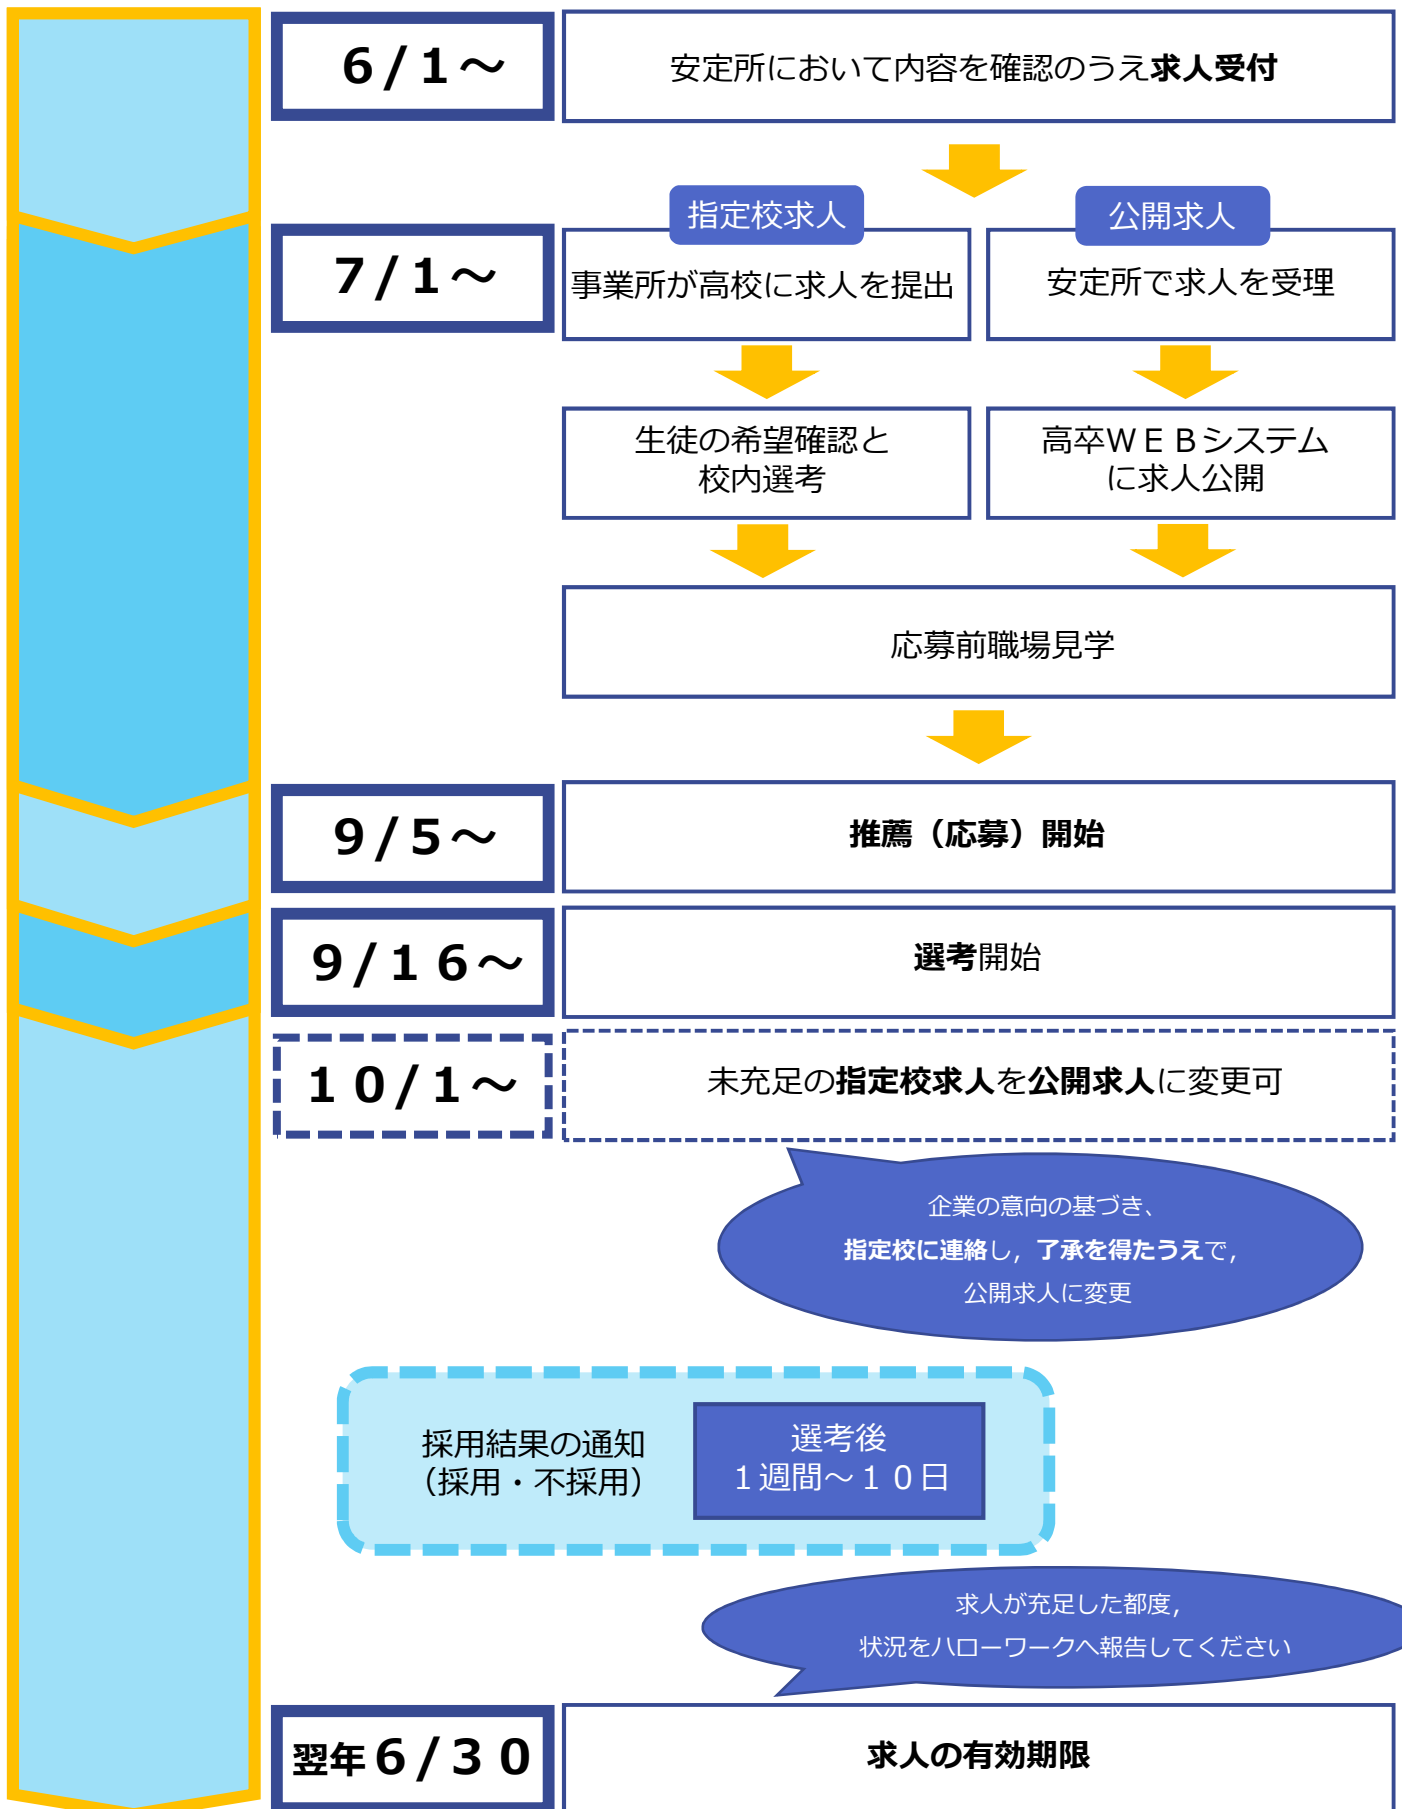 ６/１～
安定所において内容を確認のうえ求人受付
指定校求人
公開求人
７/１～
事業所が高校に求人を提出
安定所で求人を受理
生徒の希望確認と
校内選考
高卒ＷＥＢシステム
に求人公開
応募前職場見学
９/５～
推薦（応募）開始
９/１６～
選考開始
１０/１～
未充足の指定校求人を公開求人に変更可
企業の意向の基づき、
指定校に連絡し，了承を得たうえで，
公開求人に変更
採用結果の通知
（採用・不採用）
選考後
１週間～１０日
求人が充足した都度，
状況をハローワークへ報告してください
翌年６/３０
求人の有効期限